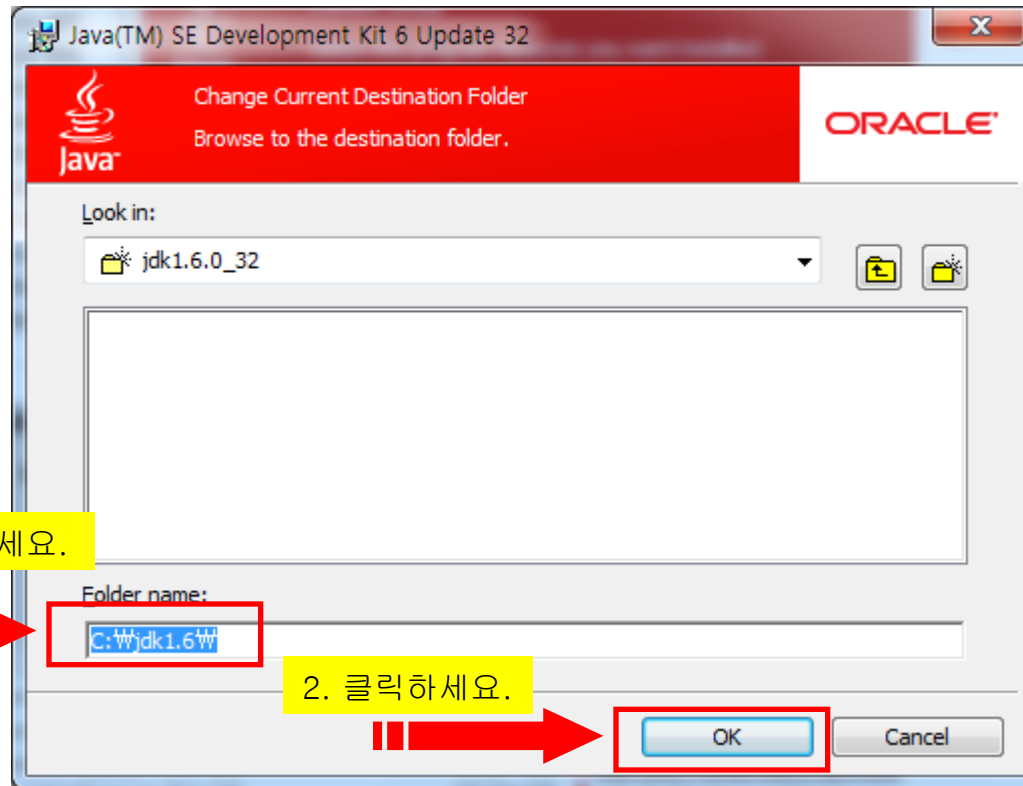 Java(TM) SE Development Kit 6 Update 32
x
Java
Change Current Destination Folder
Browse to the destination folder.
ORACLE
Look in:
jdk1.6.0_32
세요.
Folder name:
C:₩jdk1.6₩
2. 클릭하세요.
OK
Cancel